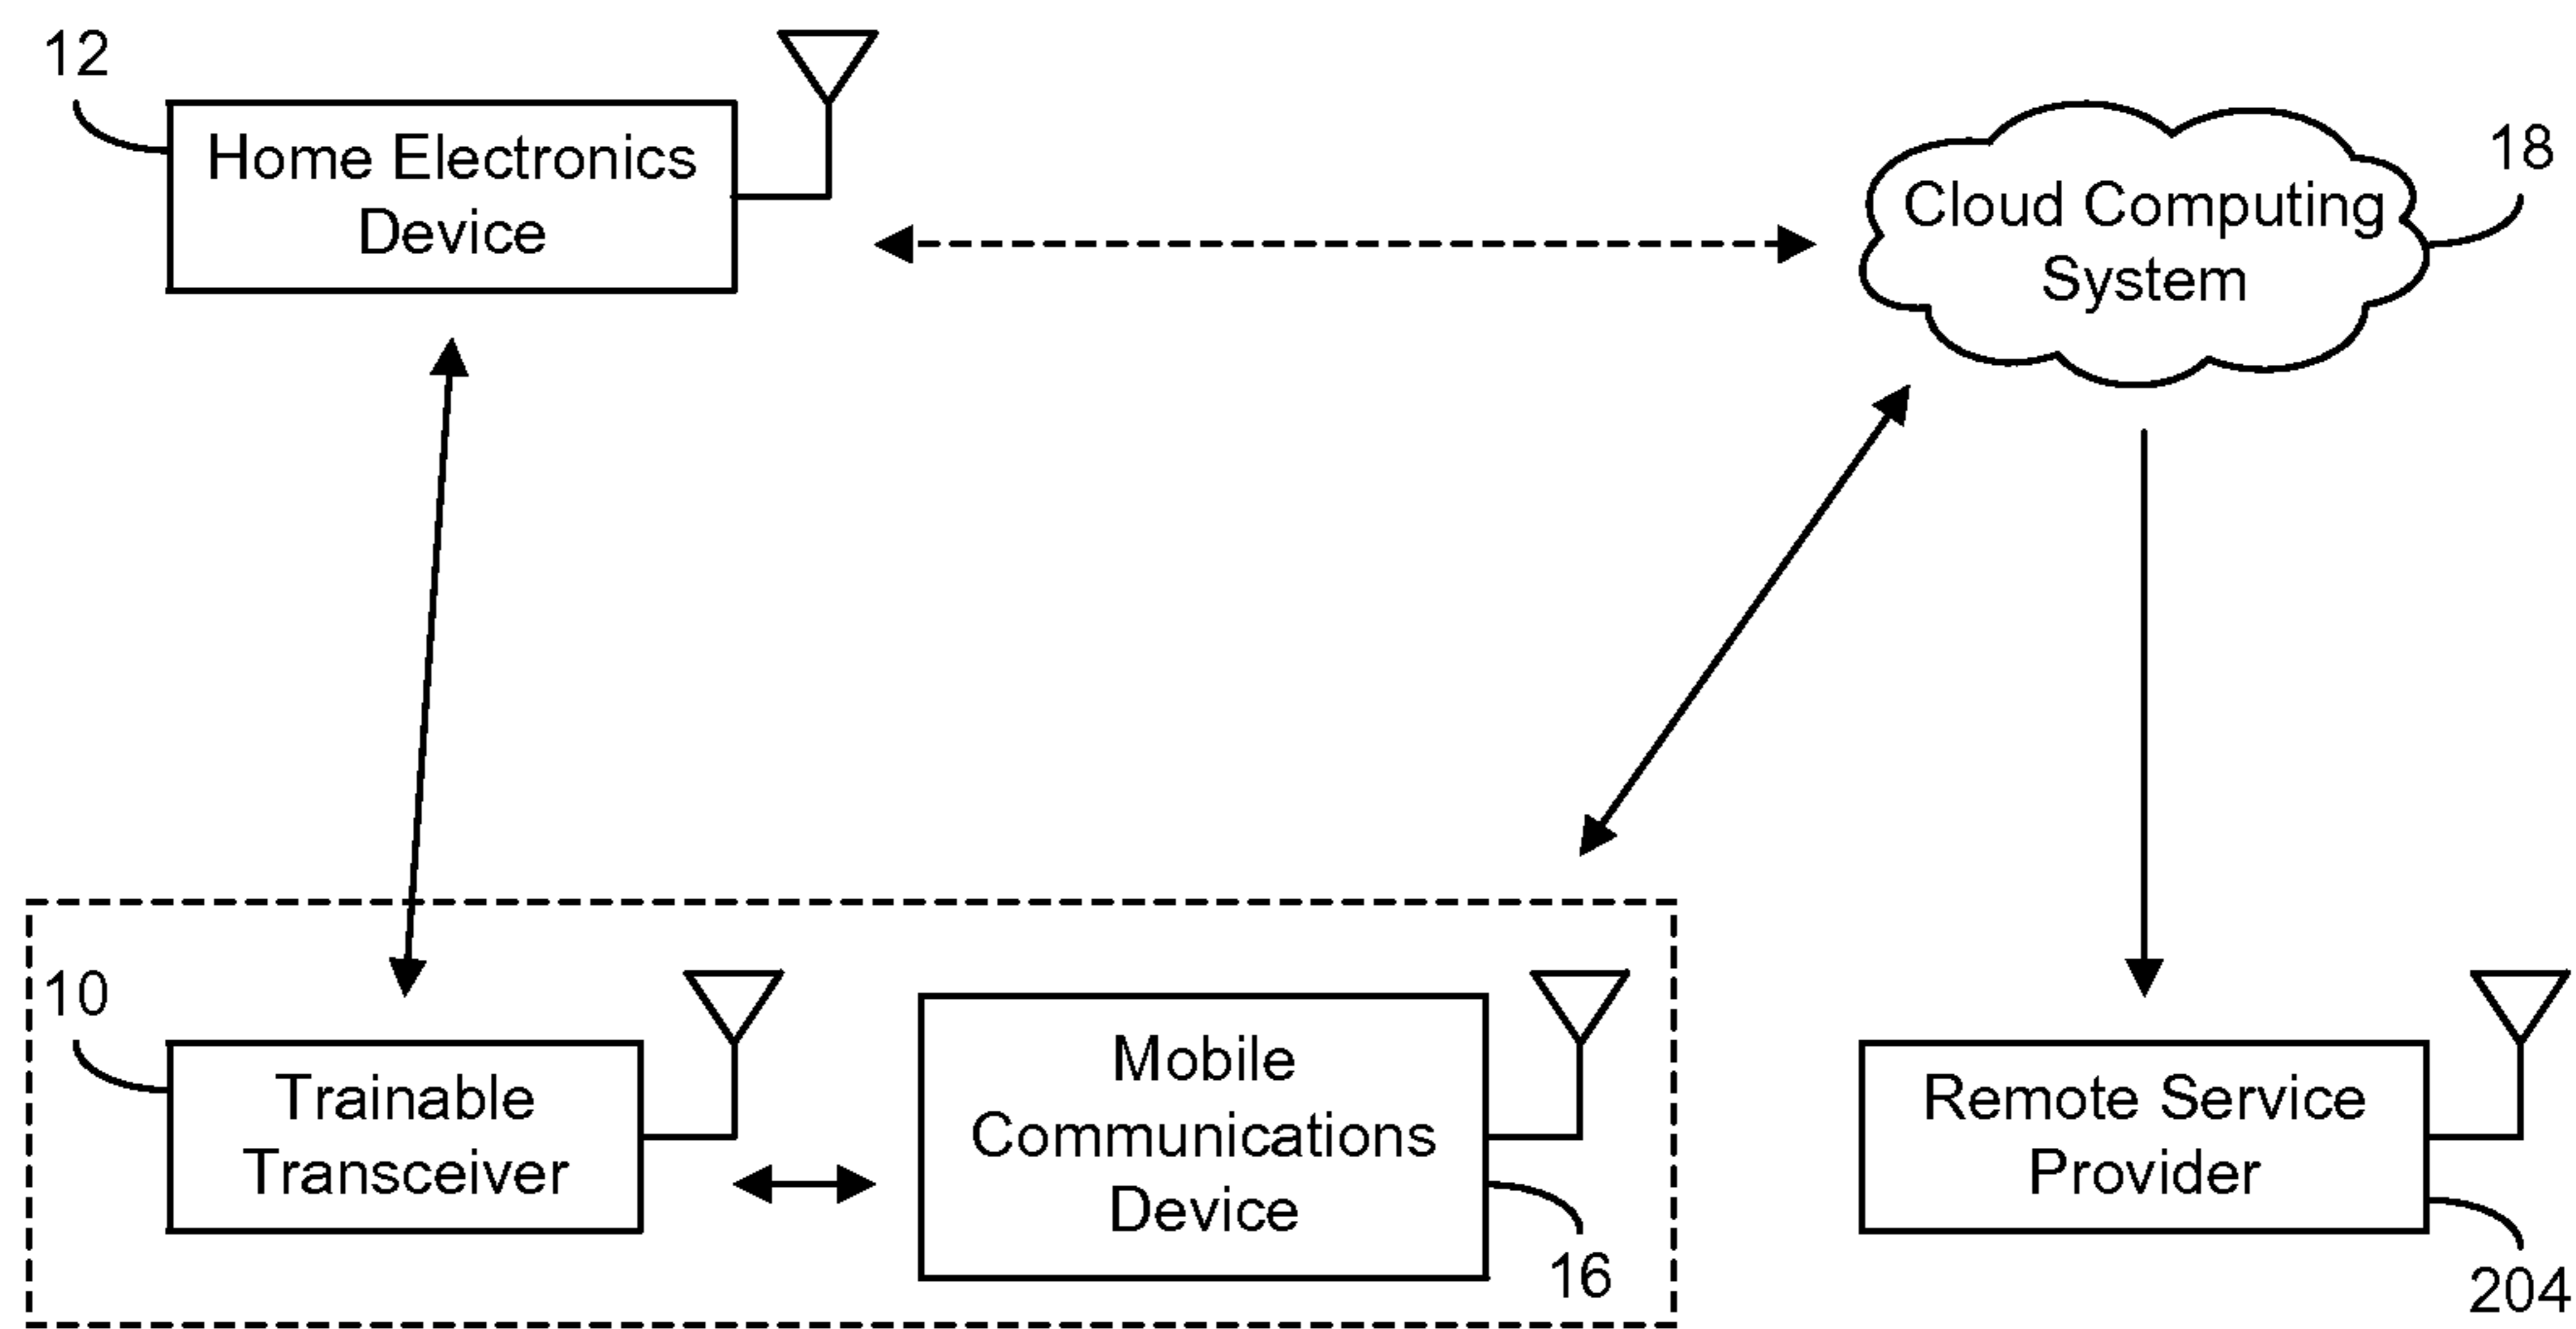 12
Home Electronics
Device
18
Cloud Computing
System
10
Trainable
Transceiver
Mobile
Communications
Device
16
Remote Service
Provider
204